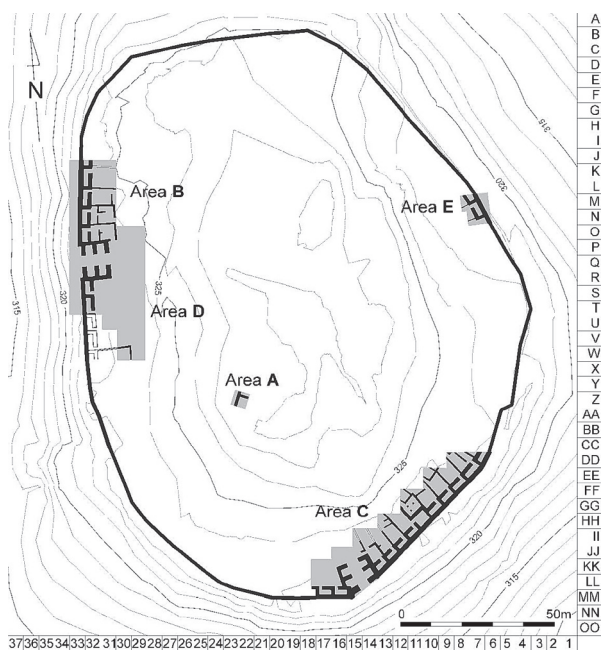 A
B
C
D
E
F
G
H
I
J
K
L
M
N
O
P
Q
R
S
T
U
V
W
X
Y
Z
AA
BB
CC
DD
EE
FF
GG
HH
II
JJ
KK
LL
MM
NN
OO
N
315
Area B
320
Area E
325
320
315
Area D
Area A
325
Area C
320
315
0 50m
37 36 35 34 33 32 31 30 29 28 27 26 25 24 23 22 21 20 19 18 17 16 15 14 13 12 11 10 9 8 7 6 5 4 3 2 1